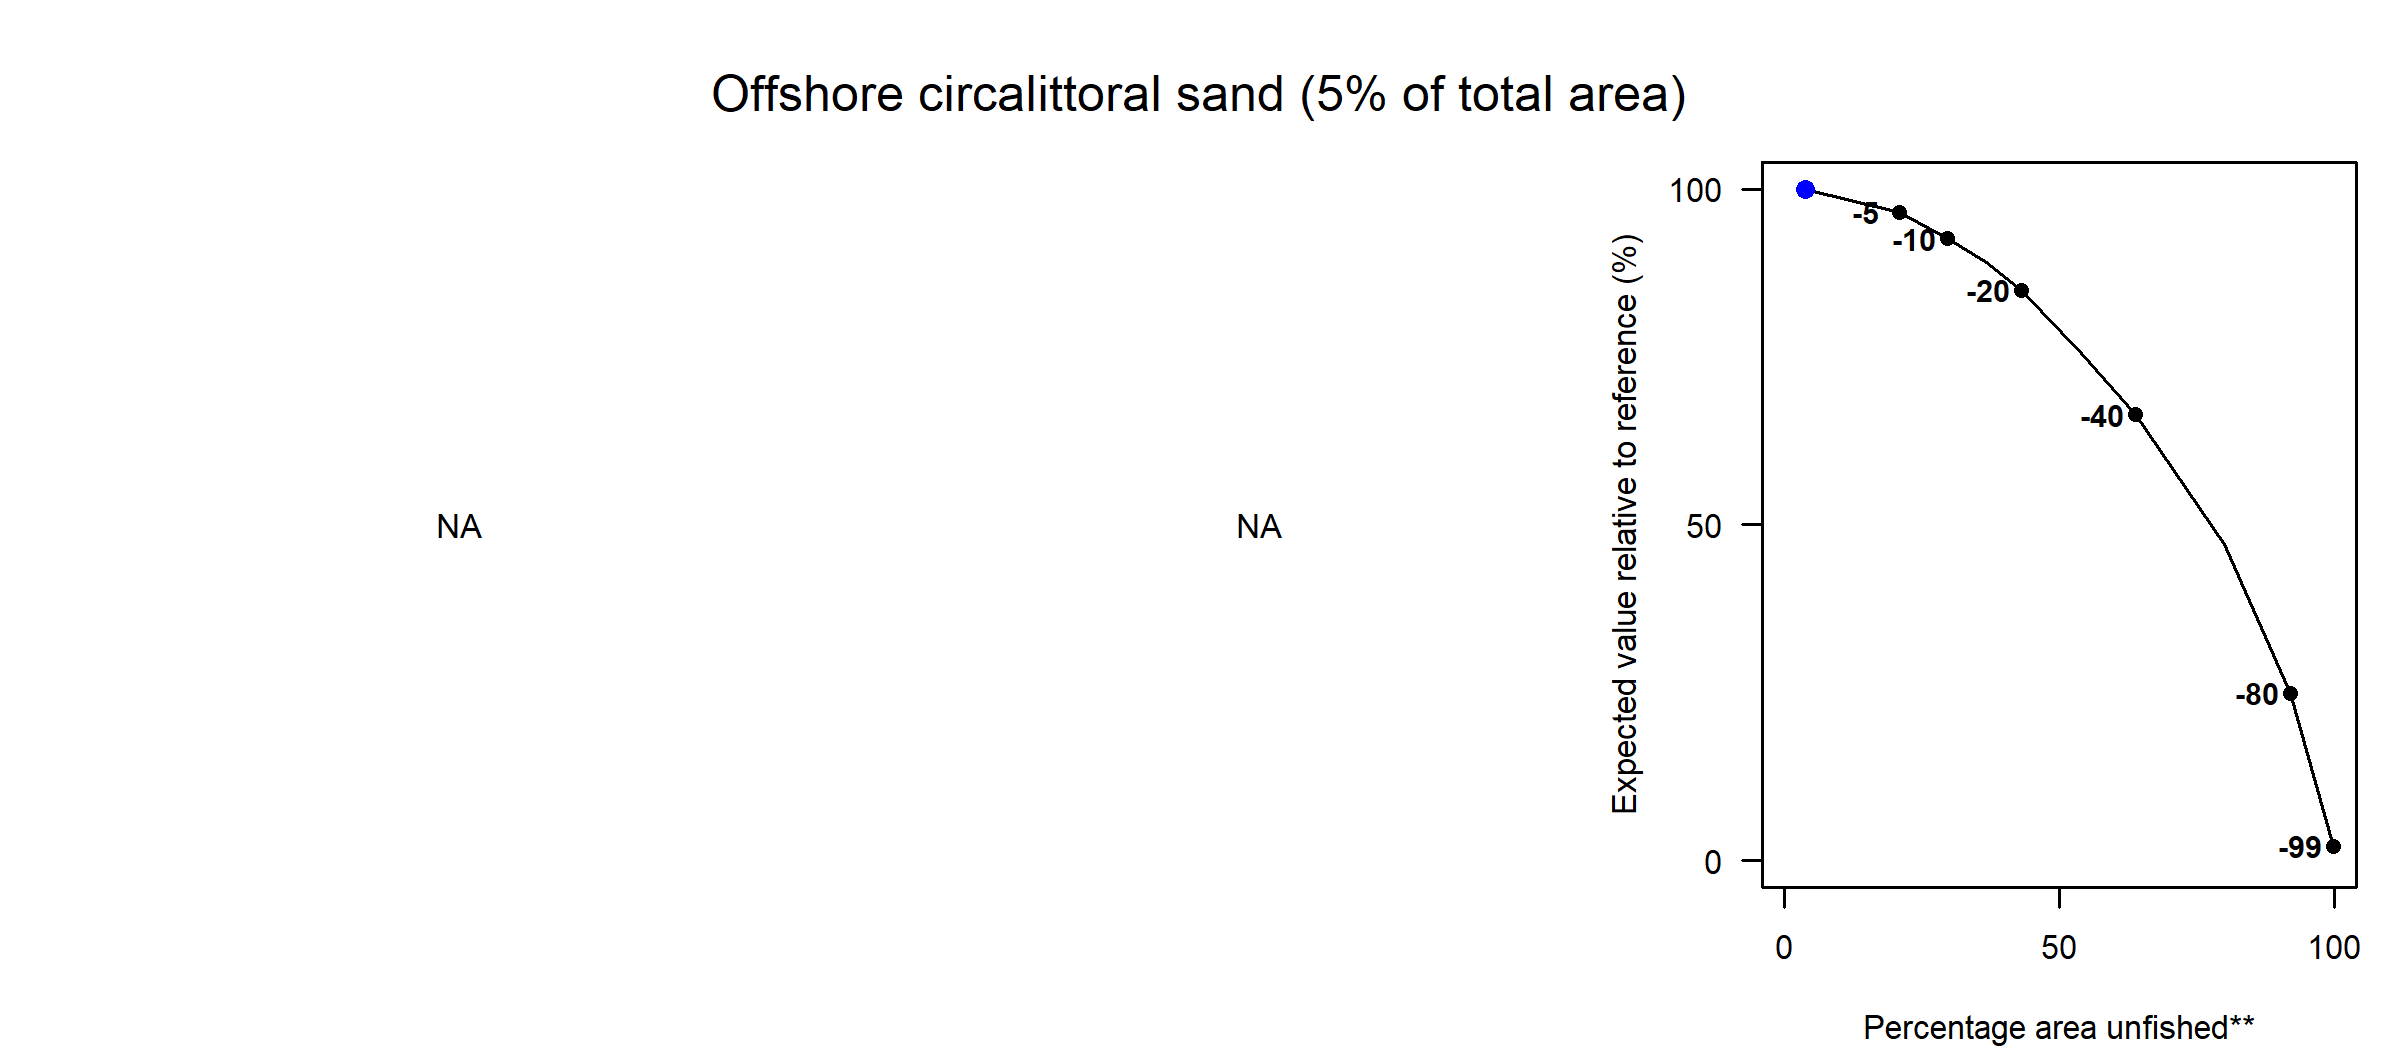 Offshore circalittoral sand (5% of total area)
NA
NA
Expected value relative to reference (%)
100
50
0
-5
-10
-20
-40
-80
-99
0 50 100
Percentage area unfished**